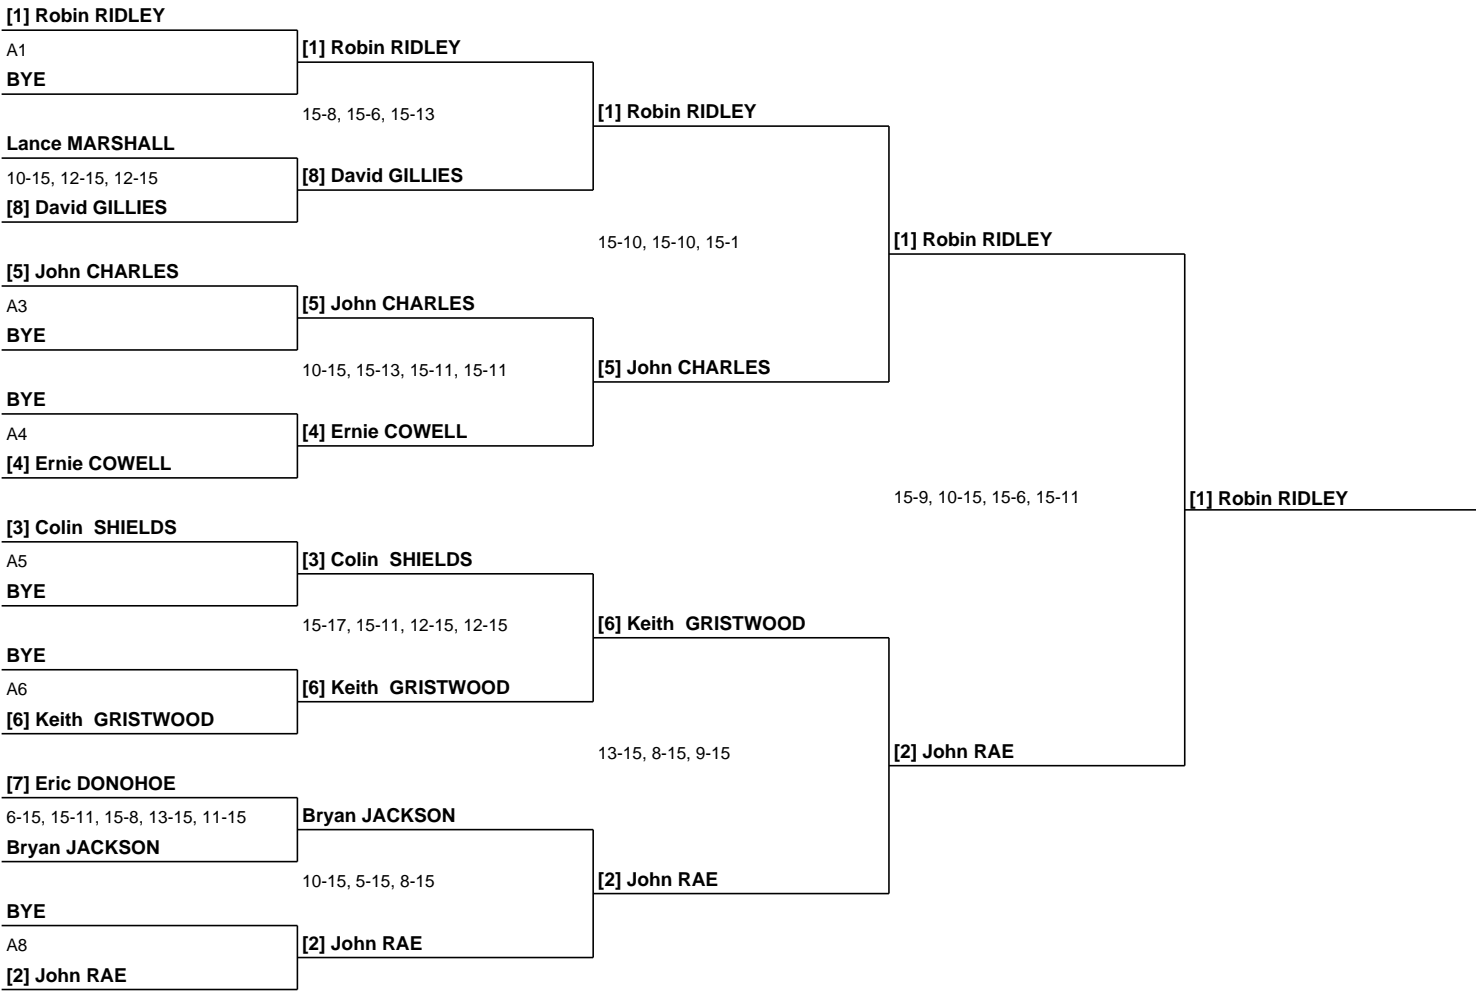 [1] Robin RIDLEY
A1
BYE
Lance MARSHALL
10-15, 12-15, 12-15
[8] David GILLIES
[5] John CHARLES
A3
BYE
BYE
A4
[4] Ernie COWELL
[3] Colin  SHIELDS
A5
BYE
BYE
A6
[6] Keith  GRISTWOOD
[7] Eric DONOHOE
6-15, 15-11, 15-8, 13-15, 11-15
Bryan JACKSON
BYE
A8
[2] John RAE
[1] Robin RIDLEY
15-8, 15-6, 15-13
[8] David GILLIES
[5] John CHARLES
10-15, 15-13, 15-11, 15-11
[4] Ernie COWELL
[3] Colin  SHIELDS
15-17, 15-11, 12-15, 12-15
[6] Keith  GRISTWOOD
Bryan JACKSON
10-15, 5-15, 8-15
[2] John RAE
[1] Robin RIDLEY
15-10, 15-10, 15-1
[5] John CHARLES
[6] Keith  GRISTWOOD
13-15, 8-15, 9-15
[2] John RAE
[1] Robin RIDLEY
15-9, 10-15, 15-6, 15-11
[2] John RAE
[1] Robin RIDLEY